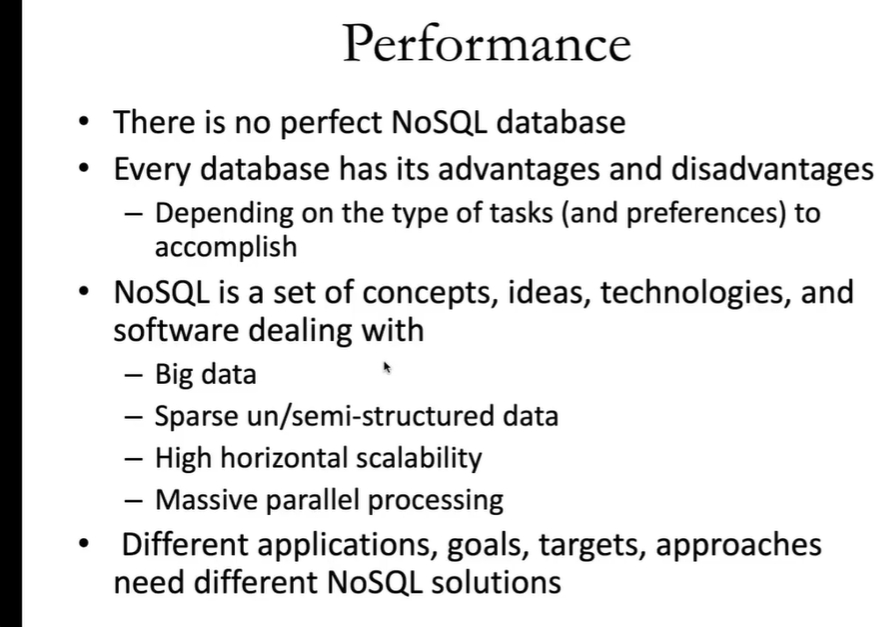 Performance
• There is no perfect NoSQL database
• Every database has its advantages and disadvantages
– Depending on the type of tasks (and preferences) to
accomplish
• NoSQL is a set of concepts, ideas, technologies, and
software dealing with
– Big data
– Sparse un/semi-structured data
– High horizontal scalability
– Massive parallel processing
• Different applications, goals, targets, approaches
need different NoSQL solutions